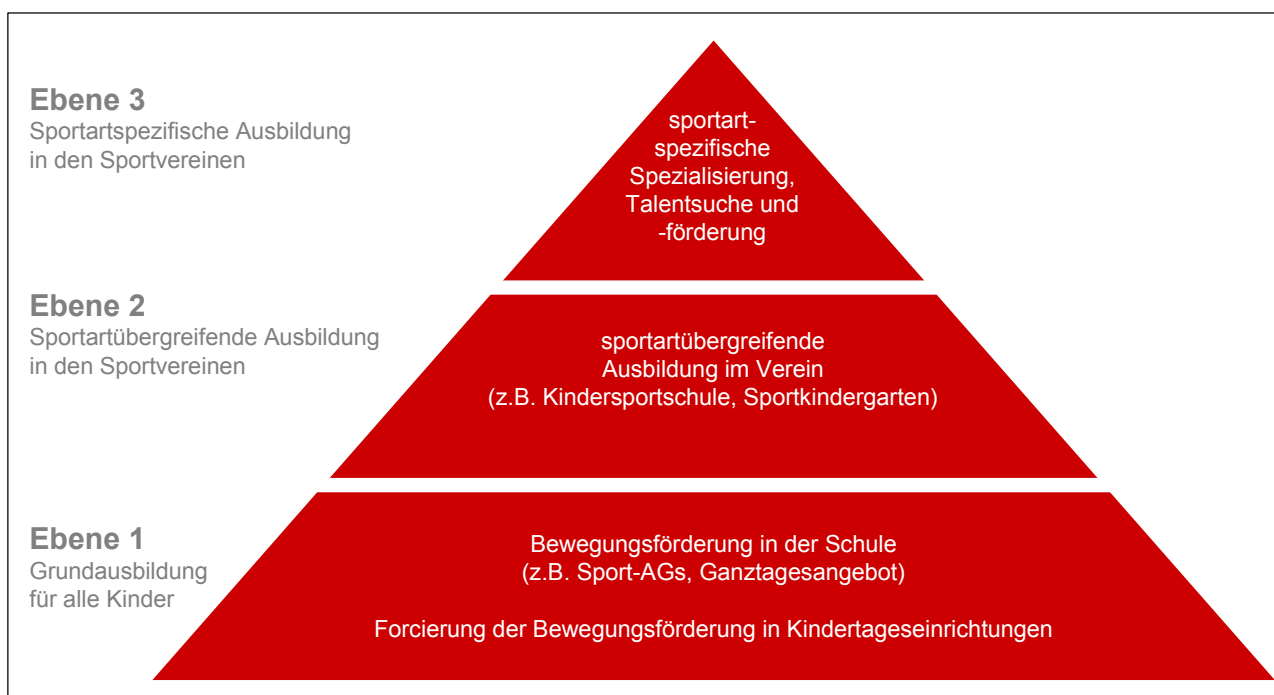 Ebene 3
Sportartspezifische Ausbildung
in den Sportvereinen
sportart-
spezifische
Spezialisierung,
Talentsuche und
-förderung
Ebene 2
Sportartübergreifende Ausbildung
in den Sportvereinen
sportartübergreifende
Ausbildung im Verein
(z.B. Kindersportschule, Sportkindergarten)
Ebene 1
Grundausbildung
für alle Kinder
Bewegungsförderung in der Schule
(z.B. Sport-AGs, Ganztagesangebot)
Forcierung der Bewegungsförderung in Kindertageseinrichtungen